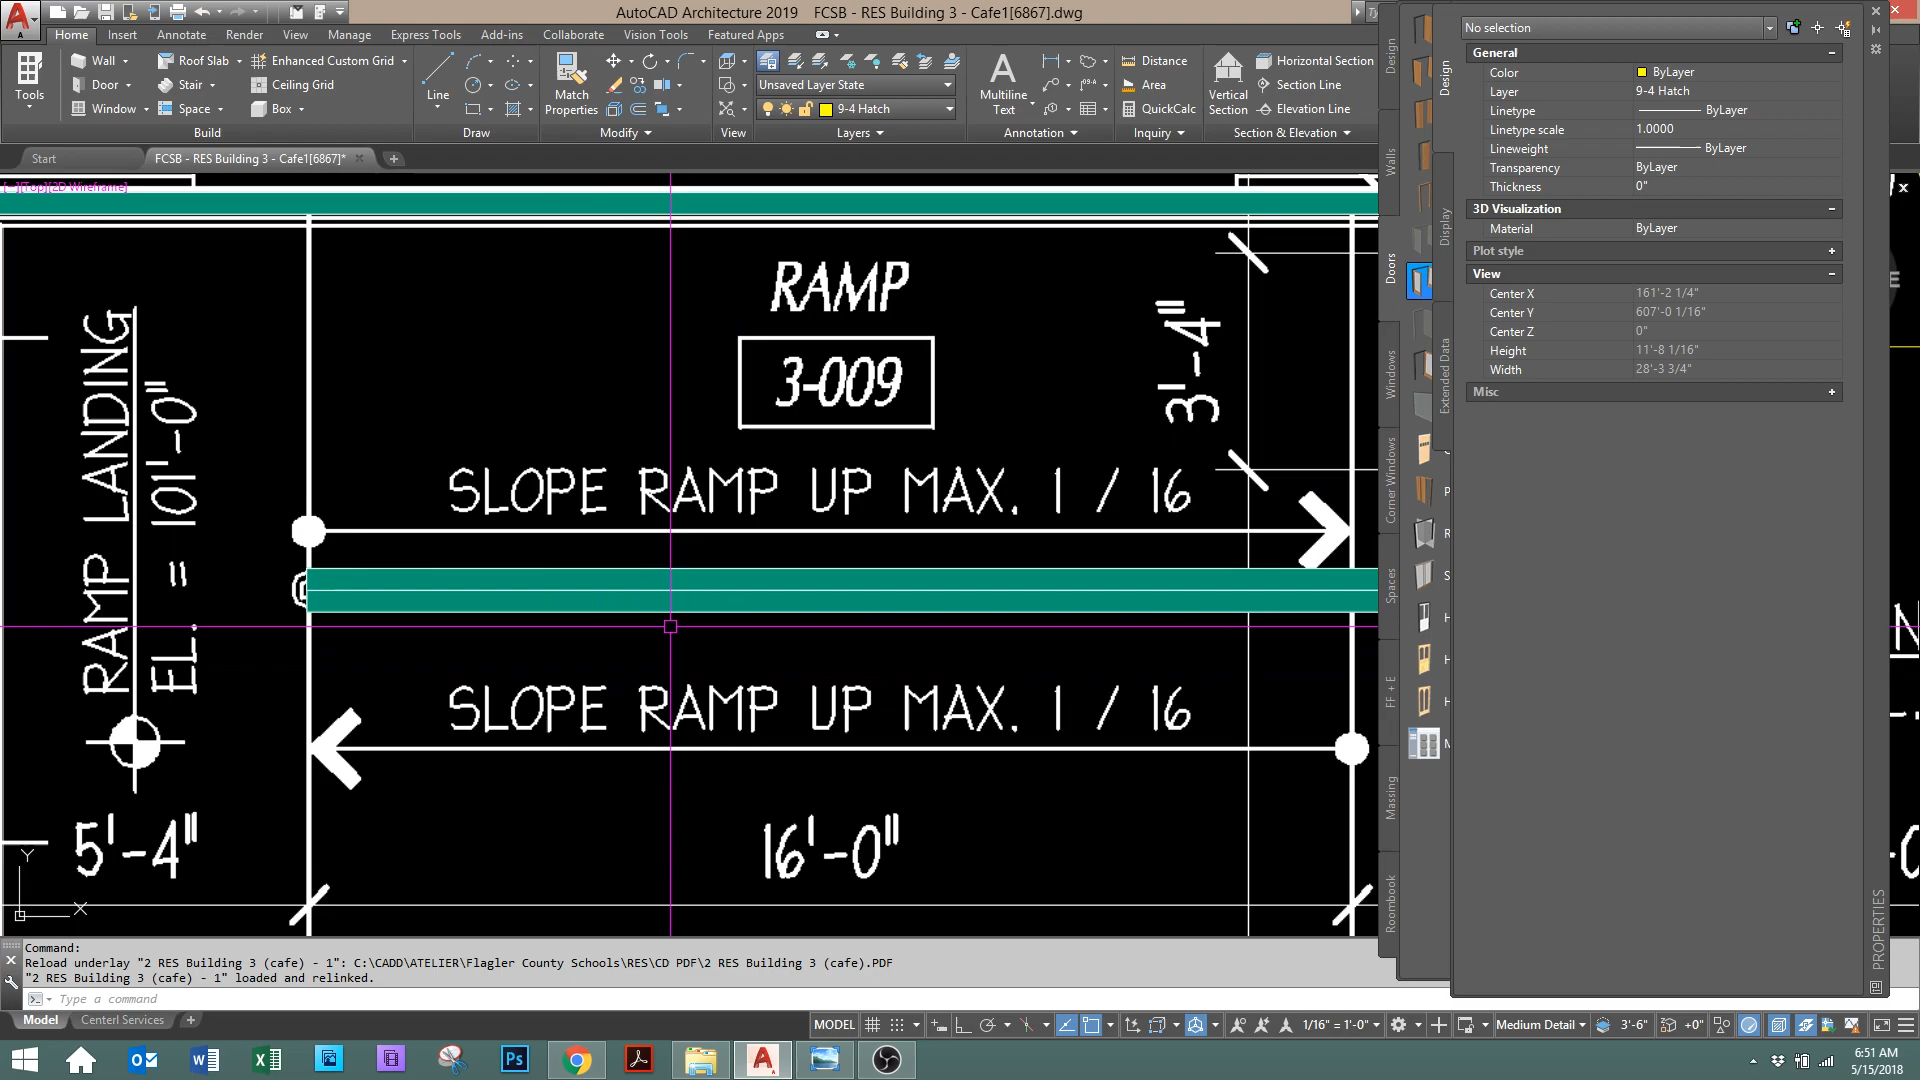 AutoCAD Architecture 2019 FCSB - RES Building 3 - Cafe1[6867].dwg
Home Insert Annotate Render View Manage Express Tools Add-ins Collaborate Vision Tools Featured Apps
Tools
Wall
Door
Window
Roof Slab
Stair
Space
Enhanced Custom Grid
Ceiling Grid
Box
Build
Line
Draw
Match
Properties
Modify
View
Unsaved Layer State
9-4 Hatch
Layers
Multiline
Text
Annotation
Distance
Area
QuickCalc
Inquiry
Vertical
Section
Horizontal Section
Section Line
Elevation Line
Section & Elevation
Start
FCSB - RES Building 3 - Cafe1[6867]*
[−][Top][2D Wireframe]
RAMP
3-009
3'-4"
SLOPE RAMP UP MAX. 1 / 16
SLOPE RAMP UP MAX. 1 / 16
RAMP LANDING
EL. = 101'-0"
5'-4"
16'-0"
Y
X
Design
Walls
Doors
Windows
Corner Windows
Spaces
FF + E
Massing
Roombook
Design
Display
Extended Data
No selection
General
Color ByLayer
Layer 9-4 Hatch
Linetype ByLayer
Linetype scale 1.0000
Lineweight ByLayer
Transparency ByLayer
Thickness 0"
3D Visualization
Material ByLayer
Plot style
View
Center X 161'-2 1/4"
Center Y 607'-0 1/16"
Center Z 0"
Height 11'-8 1/16"
Width 28'-3 3/4"
Misc
PROPERTIES
Command:
Reload underlay "2 RES Building 3 (cafe) - 1": C:\CADD\ATELIER\Flagler County Schools\RES\CD PDF\2 RES Building 3 (cafe).PDF
"2 RES Building 3 (cafe) - 1" loaded and relinked.
Type a command
Model Centerl Services
MODEL 1/16" = 1'-0" Medium Detail 3'-6" +0"
6:51 AM
5/15/2018